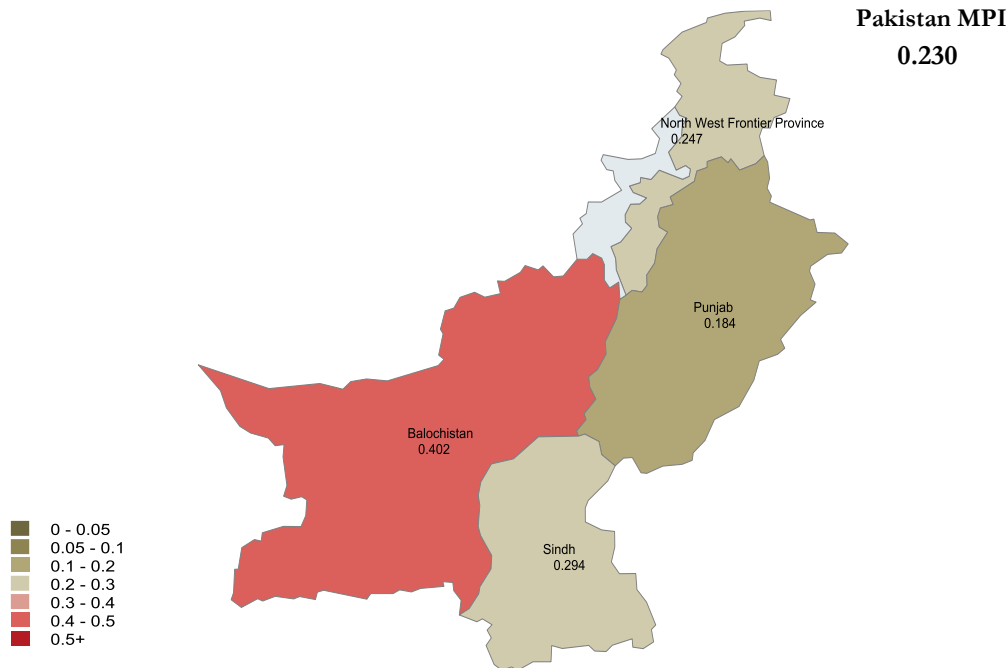 Pakistan MPI
0.230
North West Frontier Province
0.247
Punjab
0.184
Balochistan
0.402
Sindh
0.294
0 - 0.05
0.05 - 0.1
0.1 - 0.2
0.2 - 0.3
0.3 - 0.4
0.4 - 0.5
0.5+